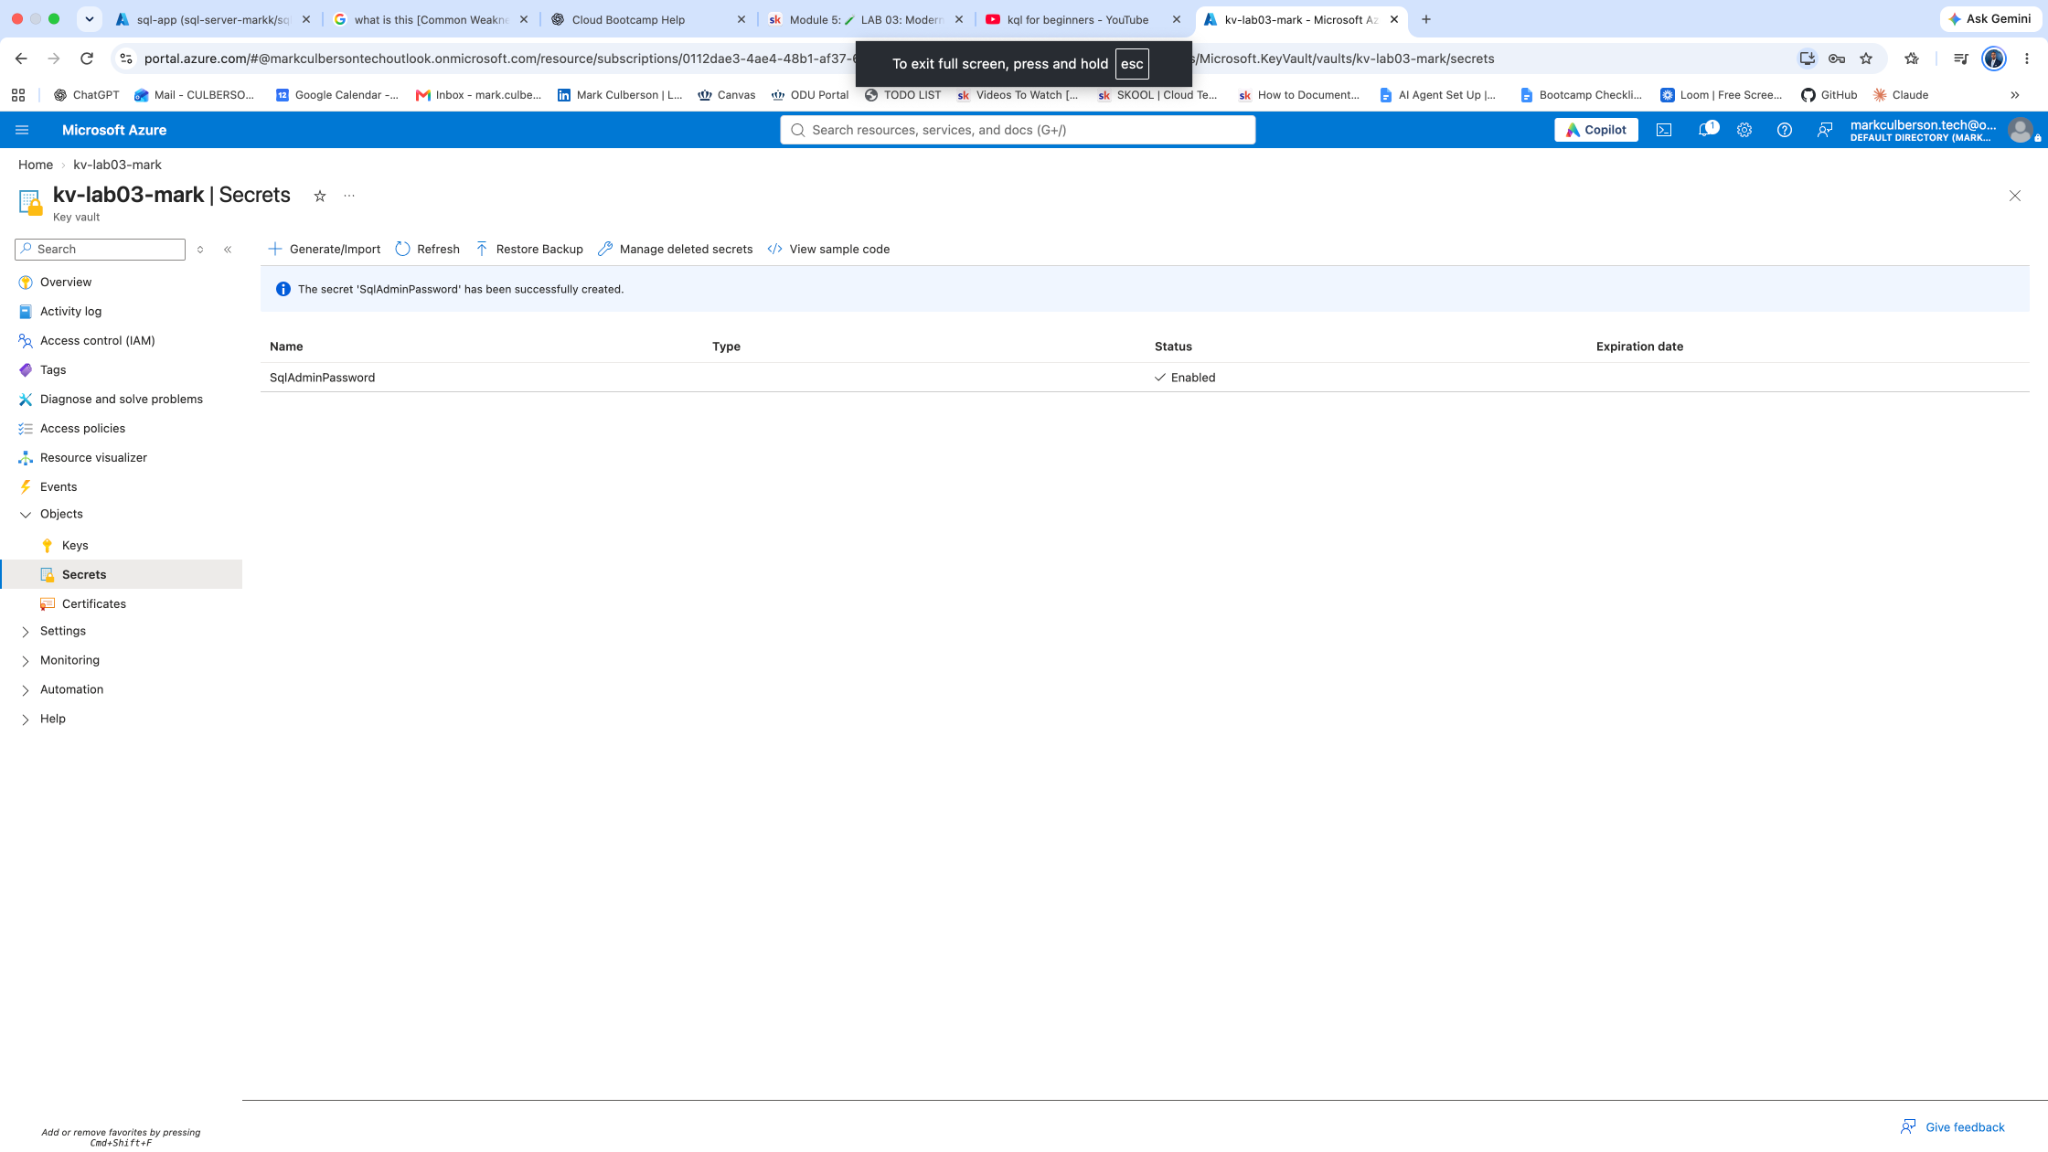 sql-app (sql-server-markk/sq
what is this [Common Weakne
Cloud Bootcamp Help
sk Module 5: LAB 03: Modern
kql for beginners - YouTube
kv-lab03-mark - Microsoft Az
Ask Gemini
portal.azure.com/#@markculbersontechoutlook.onmicrosoft.com/resource/subscriptions/0112dae3-4ae4-48b1-af37-
/Microsoft.KeyVault/vaults/kv-lab03-mark/secrets
To exit full screen, press and hold esc
ChatGPT
Mail - CULBERSO...
12 Google Calendar -...
Inbox - mark.culbe...
Mark Culberson | L...
Canvas
ODU Portal
TODO LIST
sk Videos To Watch [...
sk SKOOL | Cloud Te...
sk How to Document...
AI Agent Set Up |...
Bootcamp Checkli...
Loom | Free Scree...
GitHub
Claude
Microsoft Azure
Search resources, services, and docs (G+/)
Copilot
1
markculberson.tech@o...
DEFAULT DIRECTORY (MARK...
Home
kv-lab03-mark
kv-lab03-mark | Secrets
Key vault
Search
Generate/Import
Refresh
Restore Backup
Manage deleted secrets
View sample code
Overview
The secret 'SqlAdminPassword' has been successfully created.
Activity log
Access control (IAM)
Tags
Diagnose and solve problems
Access policies
Resource visualizer
Events
Objects
Keys
Secrets
Certificates
Settings
Monitoring
Automation
Help
Name
Type
Status
Expiration date
SqlAdminPassword
Enabled
Add or remove favorites by pressing
Cmd+Shift+F
Give feedback